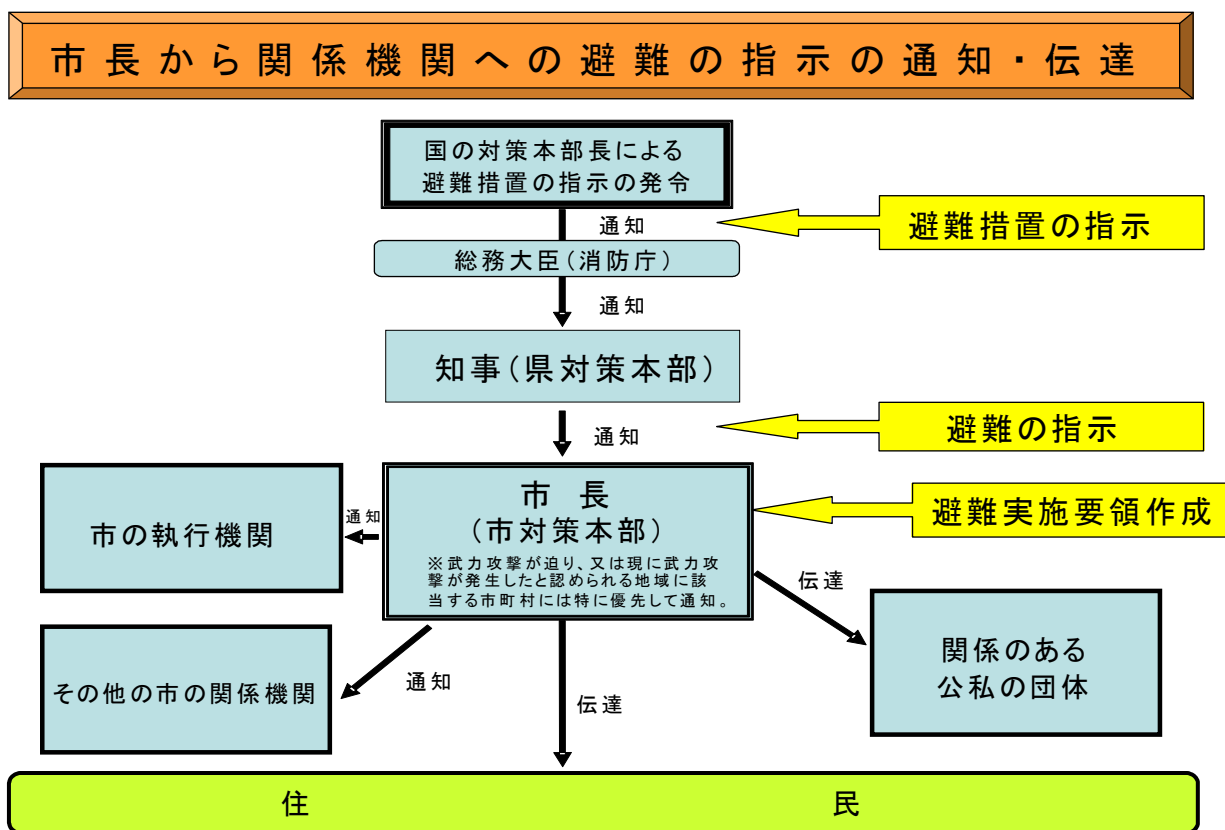 市長から関係機関への避難の指示の通知・伝達
国の対策本部長による
避難措置の指示の発令
通知
避難措置の指示
総務大臣(消防庁)
通知
知事(県対策本部)
通知
避難の指示
市 長
(市対策本部)
※武力攻撃が迫り、又は現に武力攻
撃が発生したと認められる地域に該
当する市町村には特に優先して通知。
避難実施要領作成
通知
市の執行機関
伝達
関係のある
公私の団体
その他の市の関係機関
通知
伝達
住 民